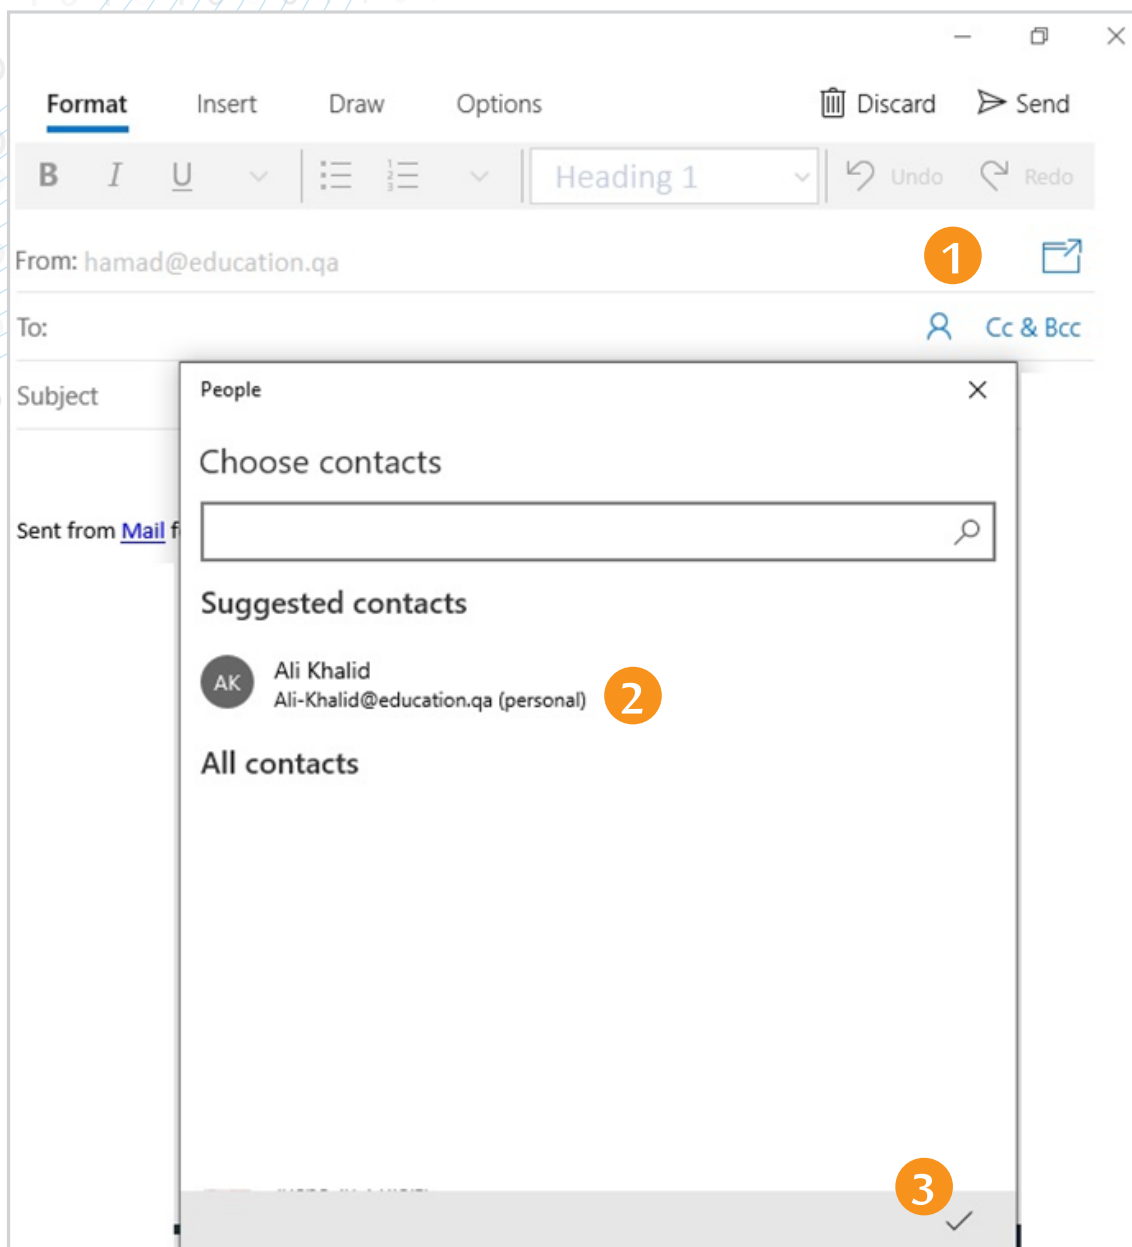 Format Insert Draw Options Discard Send
B I U Heading 1 Undo Redo
From: hamad@education.qa 1
To: Cc & Bcc
Subject
People
Choose contacts
Sent from Mail f
Suggested contacts
AK Ali Khalid
Ali-Khalid@education.qa (personal) 2
All contacts
3